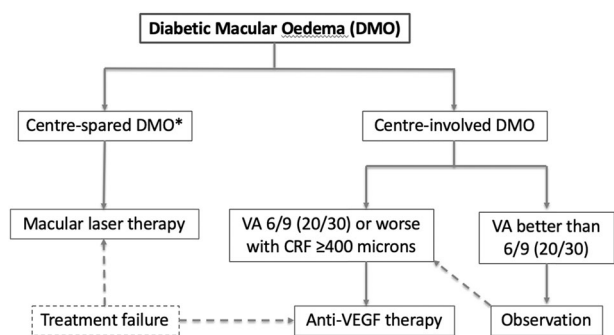 Diabetic Macular Oedema (DMO)
Centre-spared DMO*
Centre-involved DMO
Macular laser therapy
VA 6/9 (20/30) or worse
with CRF ≥400 microns
VA better than
6/9 (20/30)
Treatment failure
Anti-VEGF therapy
Observation